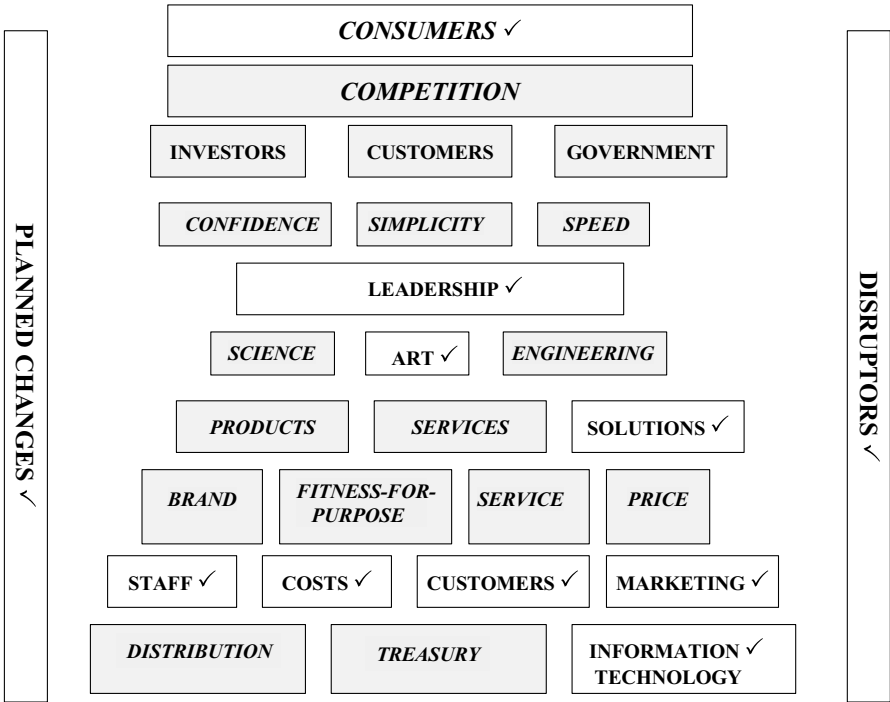 CONSUMERS ✓
COMPETITION
INVESTORS CUSTOMERS GOVERNMENT
CONFIDENCE SIMPLICITY SPEED
LEADERSHIP ✓
SCIENCE ART ✓ ENGINEERING
PRODUCTS SERVICES SOLUTIONS ✓
BRAND FITNESS-FOR-
PURPOSE SERVICE PRICE
STAFF ✓ COSTS ✓ CUSTOMERS ✓ MARKETING ✓
DISTRIBUTION TREASURY INFORMATION ✓
TECHNOLOGY
PLANNED CHANGES ✓
DISRUPTORS ✓